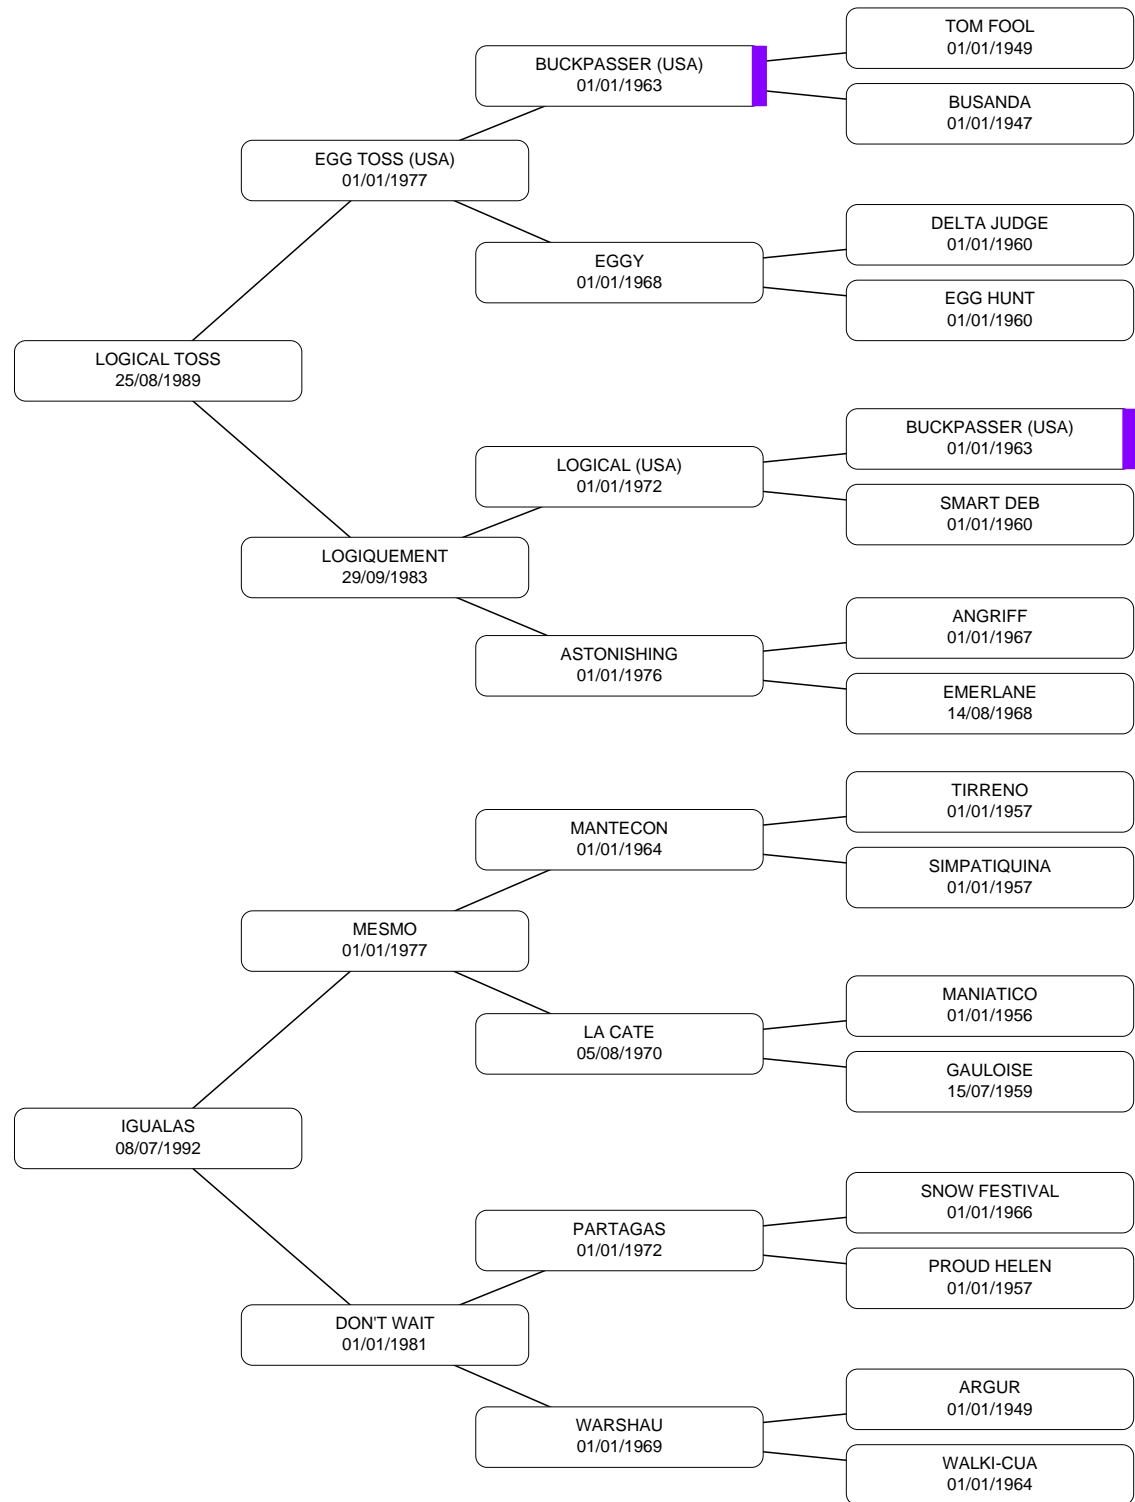 TOM FOOL
01/01/1949
BUCKPASSER (USA)
01/01/1963
BUSANDA
01/01/1947
EGG TOSS (USA)
01/01/1977
DELTA JUDGE
01/01/1960
EGGY
01/01/1968
EGG HUNT
01/01/1960
LOGICAL TOSS
25/08/1989
BUCKPASSER (USA)
01/01/1963
LOGICAL (USA)
01/01/1972
SMART DEB
01/01/1960
LOGIQUEMENT
29/09/1983
ANGRIFF
01/01/1967
ASTONISHING
01/01/1976
EMERLANE
14/08/1968
TIRRENO
01/01/1957
MANTECON
01/01/1964
SIMPATIQUINA
01/01/1957
MESMO
01/01/1977
MANIATICO
01/01/1956
LA CATE
05/08/1970
GAULOISE
15/07/1959
IGUALAS
08/07/1992
SNOW FESTIVAL
01/01/1966
PARTAGAS
01/01/1972
PROUD HELEN
01/01/1957
DON'T WAIT
01/01/1981
ARGUR
01/01/1949
WARSHAU
01/01/1969
WALKI-CUA
01/01/1964